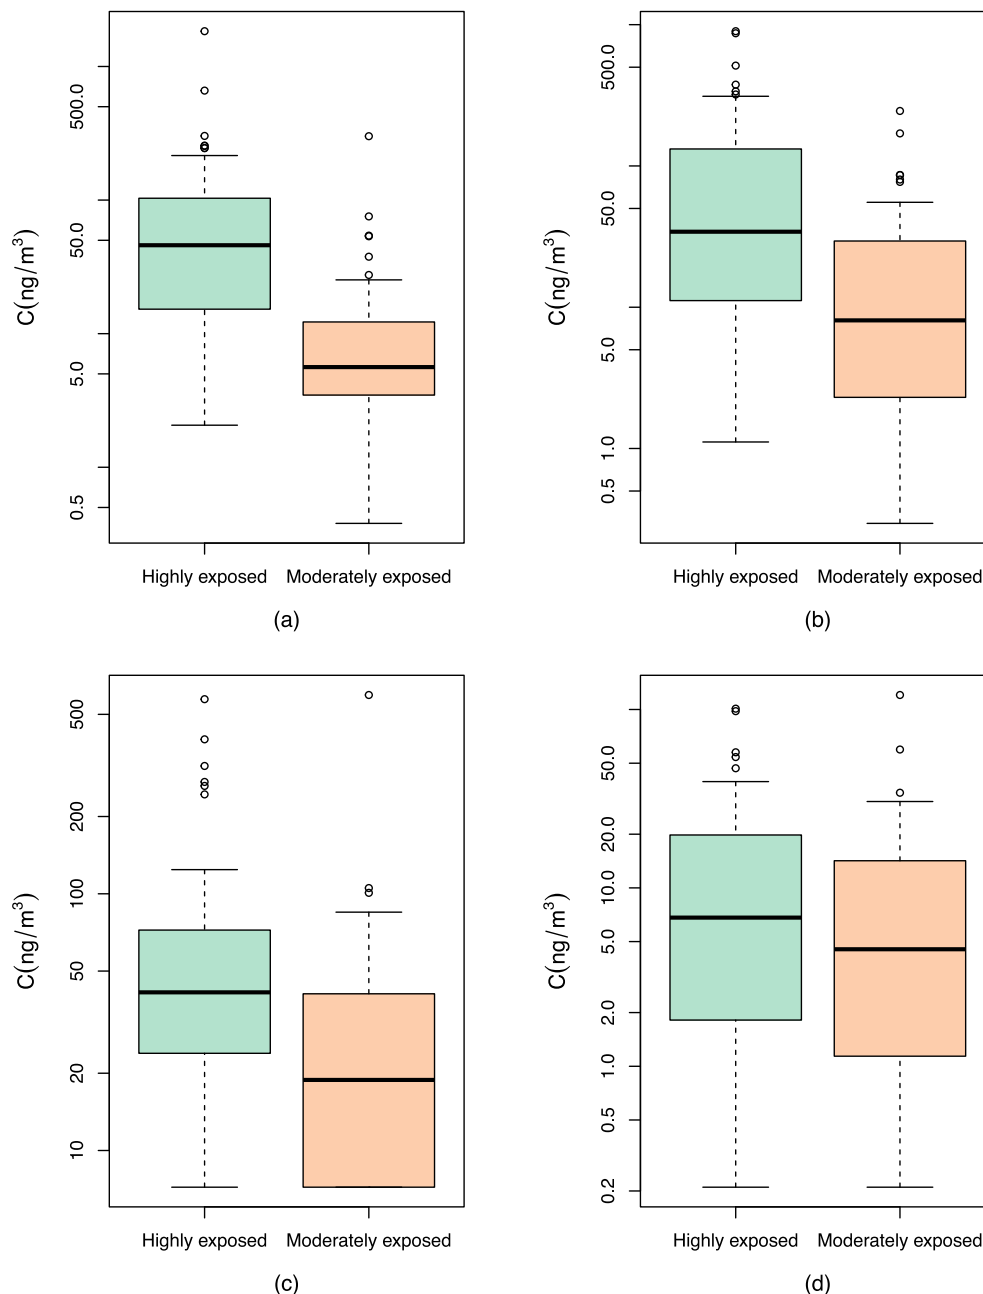 C(ng/m³)
500.0
50.0
5.0
0.5
Highly exposed Moderately exposed
(a)
C(ng/m³)
500.0
50.0
5.0
1.0
0.5
Highly exposed Moderately exposed
(b)
C(ng/m³)
500
200
100
50
20
10
Highly exposed Moderately exposed
(c)
C(ng/m³)
50.0
20.0
10.0
5.0
2.0
1.0
0.5
0.2
Highly exposed Moderately exposed
(d)